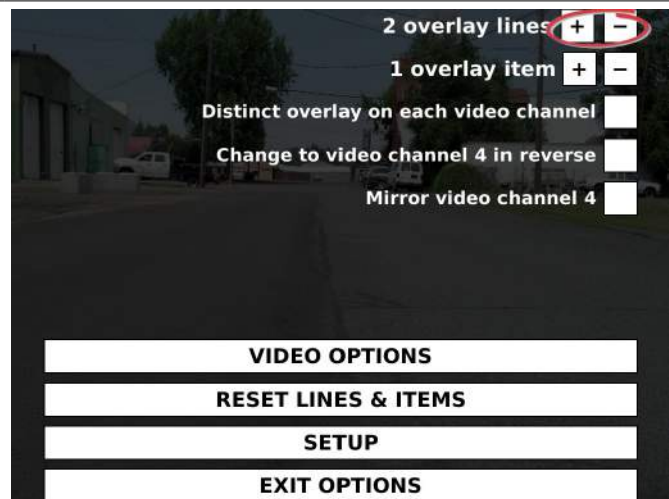 2 overlay lines + −
1 overlay item + −
Distinct overlay on each video channel
Change to video channel 4 in reverse
Mirror video channel 4
VIDEO OPTIONS
RESET LINES & ITEMS
SETUP
EXIT OPTIONS